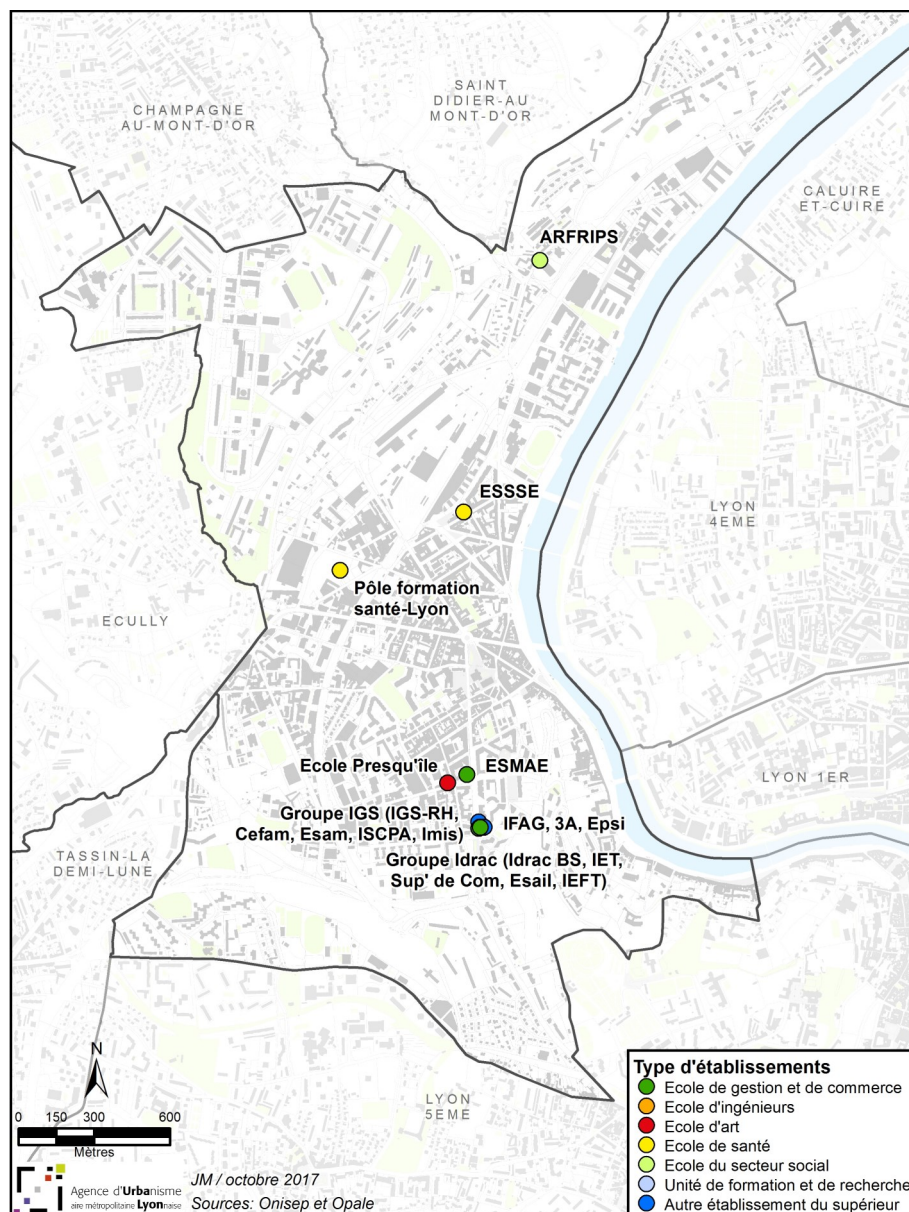 SAINT
DIDIER-AU
MONT-D'OR
CHAMPAGNE
AU-MONT-D'OR
CALUIRE
ET-CUIRE
ARFRIPS
ESSSE
LYON
4EME
Pôle formation
santé-Lyon
ECULLY
Ecole Presqu'île
ESMAE
LYON 1ER
Groupe IGS (IGS-RH,
Cefam, Esam, ISCPA, Imis)
IFAG, 3A, Epsi
Groupe Idrac (Idrac BS, IET,
Sup' de Com, Esail, IEFT)
TASSIN-LA
DEMI-LUNE
N
LYON
5EME
0 150 300 600
Mètres
Type d'établissements
Ecole de gestion et de commerce
Ecole d'ingénieurs
Ecole d'art
Ecole de santé
Ecole du secteur social
Unité de formation et de recherche
Autre établissement du supérieur
Agence d'Urbanisme
aire métropolitaine Lyonnaise
JM / octobre 2017
Sources: Onisep et Opale